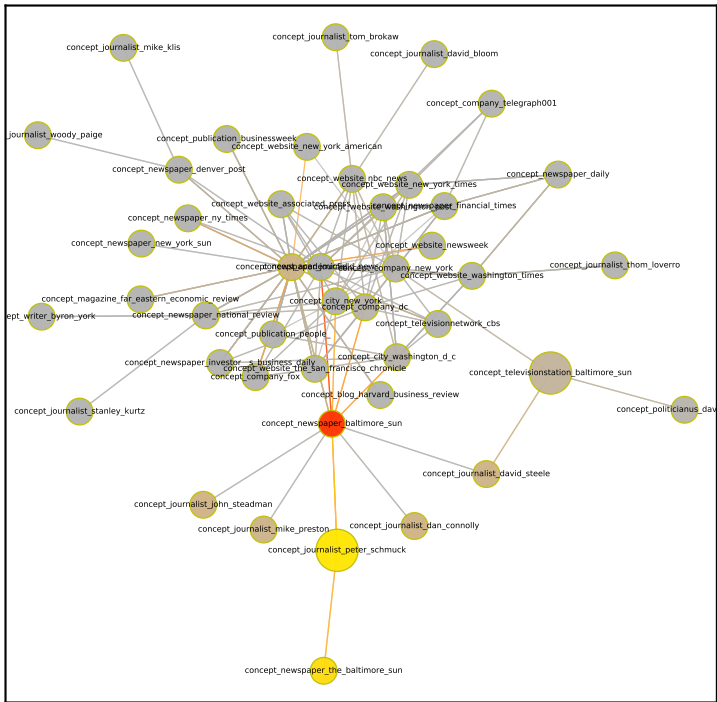 concept_journalist_tom_brokaw
concept_journalist_mike_klis
concept_journalist_david_bloom
concept_company_telegraph001
_journalist_woody_paige
concept_publication_businessweek
concept_website_new_york_american
concept_newspaper_denver_post
concept_newspaper_daily
concept_website_nbc_news
concept_website_new_york_times
concept_website_associated_press
concept_newspaper_financial_times
concept_newspaper_ny_times
concept_newspaper_new_york_sun
concept_website_newsweek
concept_company_new_york
concept_journalist_thom_loverro
concept_website_washington_times
concept_magazine_far_eastern_economic_review
concept_city_new_york
concept_company_dc
ept_writer_byron_york
concept_newspaper_national_review
concept_televisionnetwork_cbs
concept_publication_people
concept_city_washington_d_c
concept_newspaper_investor__s_business_daily
concept_website_the_san_francisco_chronicle
concept_televisionstation_baltimore_sun
concept_company_fox
concept_blog_harvard_business_review
concept_journalist_stanley_kurtz
concept_politicianus_dav
concept_newspaper_baltimore_sun
concept_journalist_david_steele
concept_journalist_john_steadman
concept_journalist_mike_preston
concept_journalist_dan_connolly
concept_journalist_peter_schmuck
concept_newspaper_the_baltimore_sun